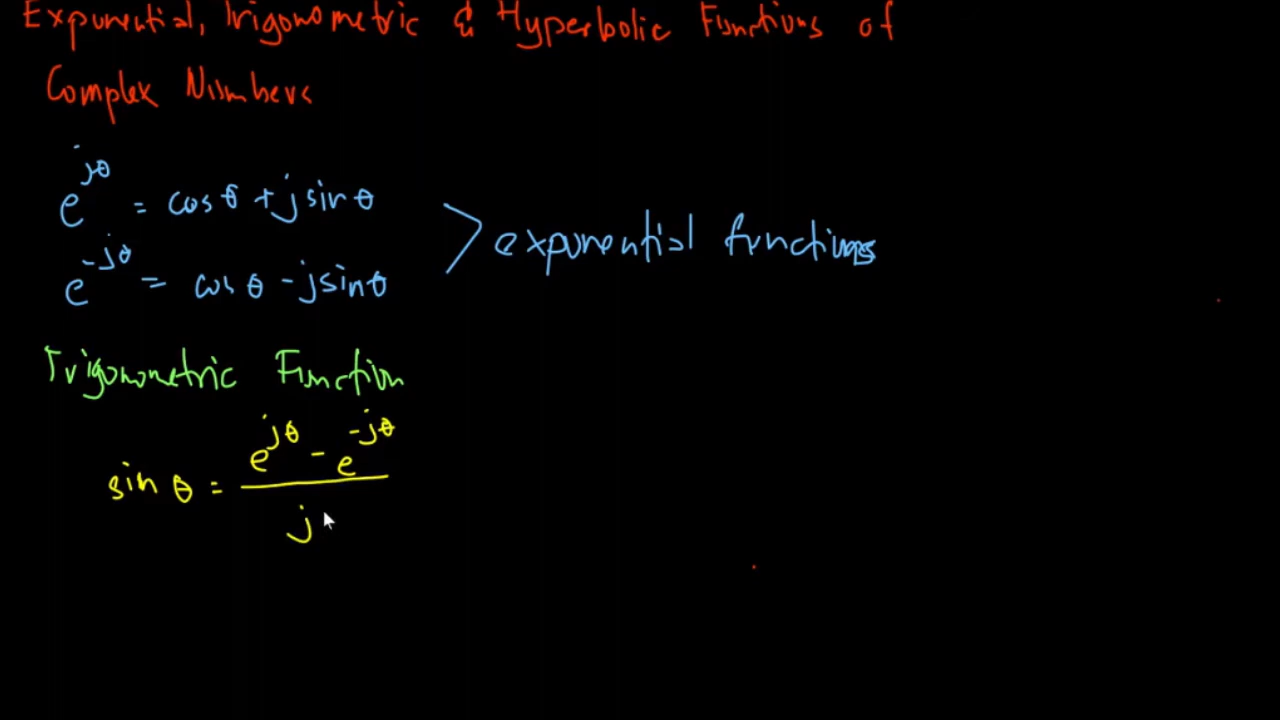 Exponential, Trigonometric & Hyperbolic Functions of
Complex Numbers
e^{jθ} = cos θ + j sin θ
e^{-jθ} = cos θ - j sin θ
> exponential functions
Trigonometric Function
sin θ = \frac{e^{jθ} - e^{-jθ}}{j}